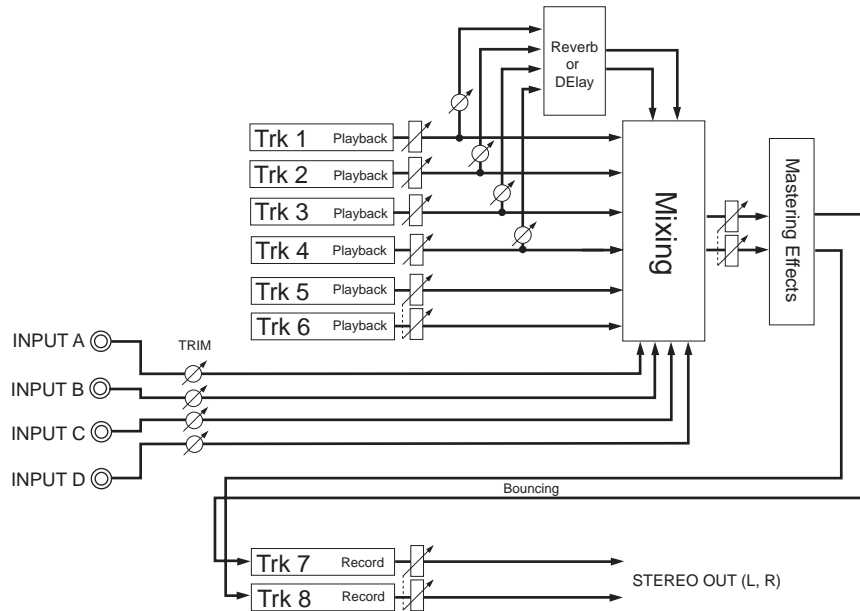 Reverb
or
DElay
Trk 1 Playback
Trk 2 Playback
Trk 3 Playback
Trk 4 Playback
Trk 5 Playback
Trk 6 Playback
Mixing
Mastering Effects
INPUT A
TRIM
INPUT B
INPUT C
INPUT D
Bouncing
Trk 7 Record
Trk 8 Record
STEREO OUT (L, R)